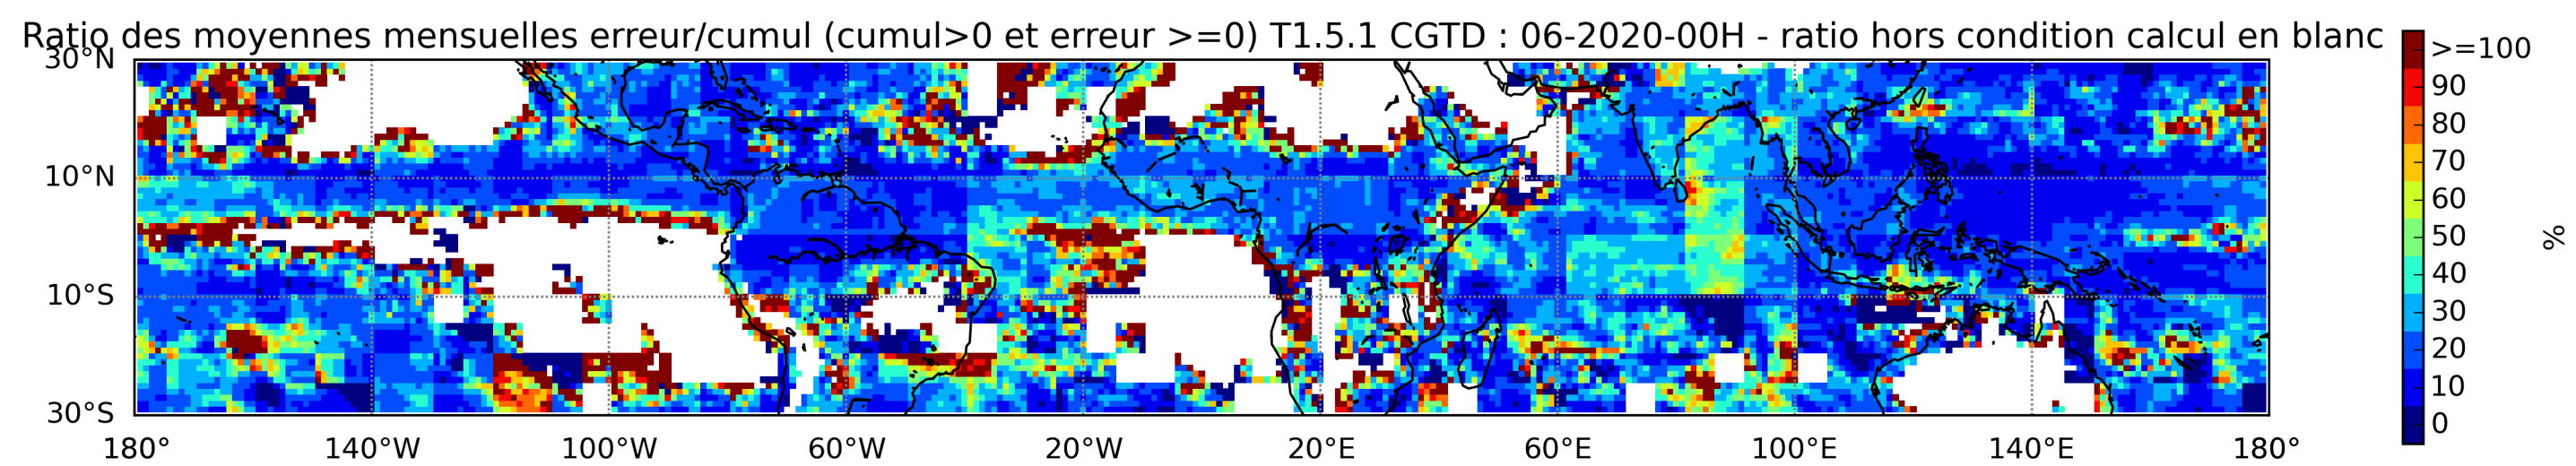 Ratio des moyennes mensuelles erreur/cumul (cumul>0 et erreur >=0) T1.5.1 CGTD : 06-2020-00H - ratio hors condition calcul en blanc
30°N
10°N
10°S
30°S
180° 140°W 100°W 60°W 20°W 20°E 60°E 100°E 140°E 180°
>=100
90
80
70
60
50
40
30
20
10
0
%